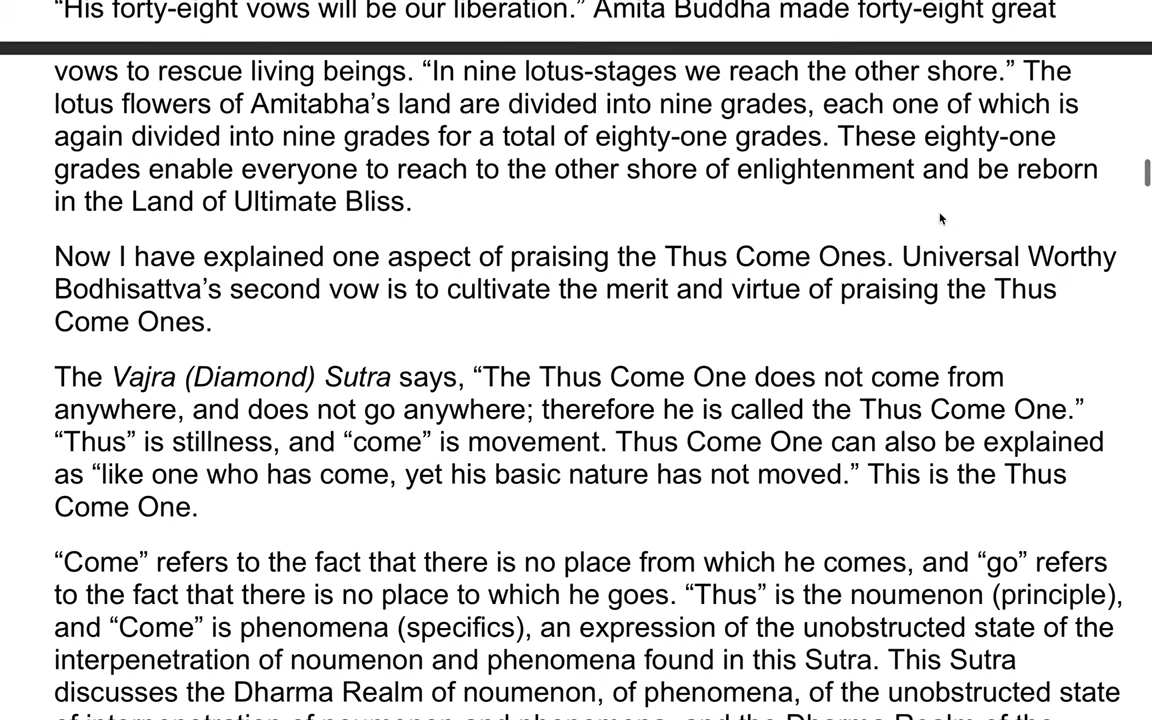 “His forty-eight vows will be our liberation.” Amita Buddha made forty-eight great
vows to rescue living beings. “In nine lotus-stages we reach the other shore.” The
lotus flowers of Amitabha’s land are divided into nine grades, each one of which is
again divided into nine grades for a total of eighty-one grades. These eighty-one
grades enable everyone to reach to the other shore of enlightenment and be reborn
in the Land of Ultimate Bliss.
Now I have explained one aspect of praising the Thus Come Ones. Universal Worthy
Bodhisattva’s second vow is to cultivate the merit and virtue of praising the Thus
Come Ones.
The Vajra (Diamond) Sutra says, “The Thus Come One does not come from
anywhere, and does not go anywhere; therefore he is called the Thus Come One.”
“Thus” is stillness, and “come” is movement. Thus Come One can also be explained
as “like one who has come, yet his basic nature has not moved.” This is the Thus
Come One.
“Come” refers to the fact that there is no place from which he comes, and “go” refers
to the fact that there is no place to which he goes. “Thus” is the noumenon (principle),
and “Come” is phenomena (specifics), an expression of the unobstructed state of the
interpenetration of noumenon and phenomena found in this Sutra. This Sutra
discusses the Dharma Realm of noumenon, of phenomena, of the unobstructed state
of interpenetration of noumenon and phenomena, and the Dharma Realm of the